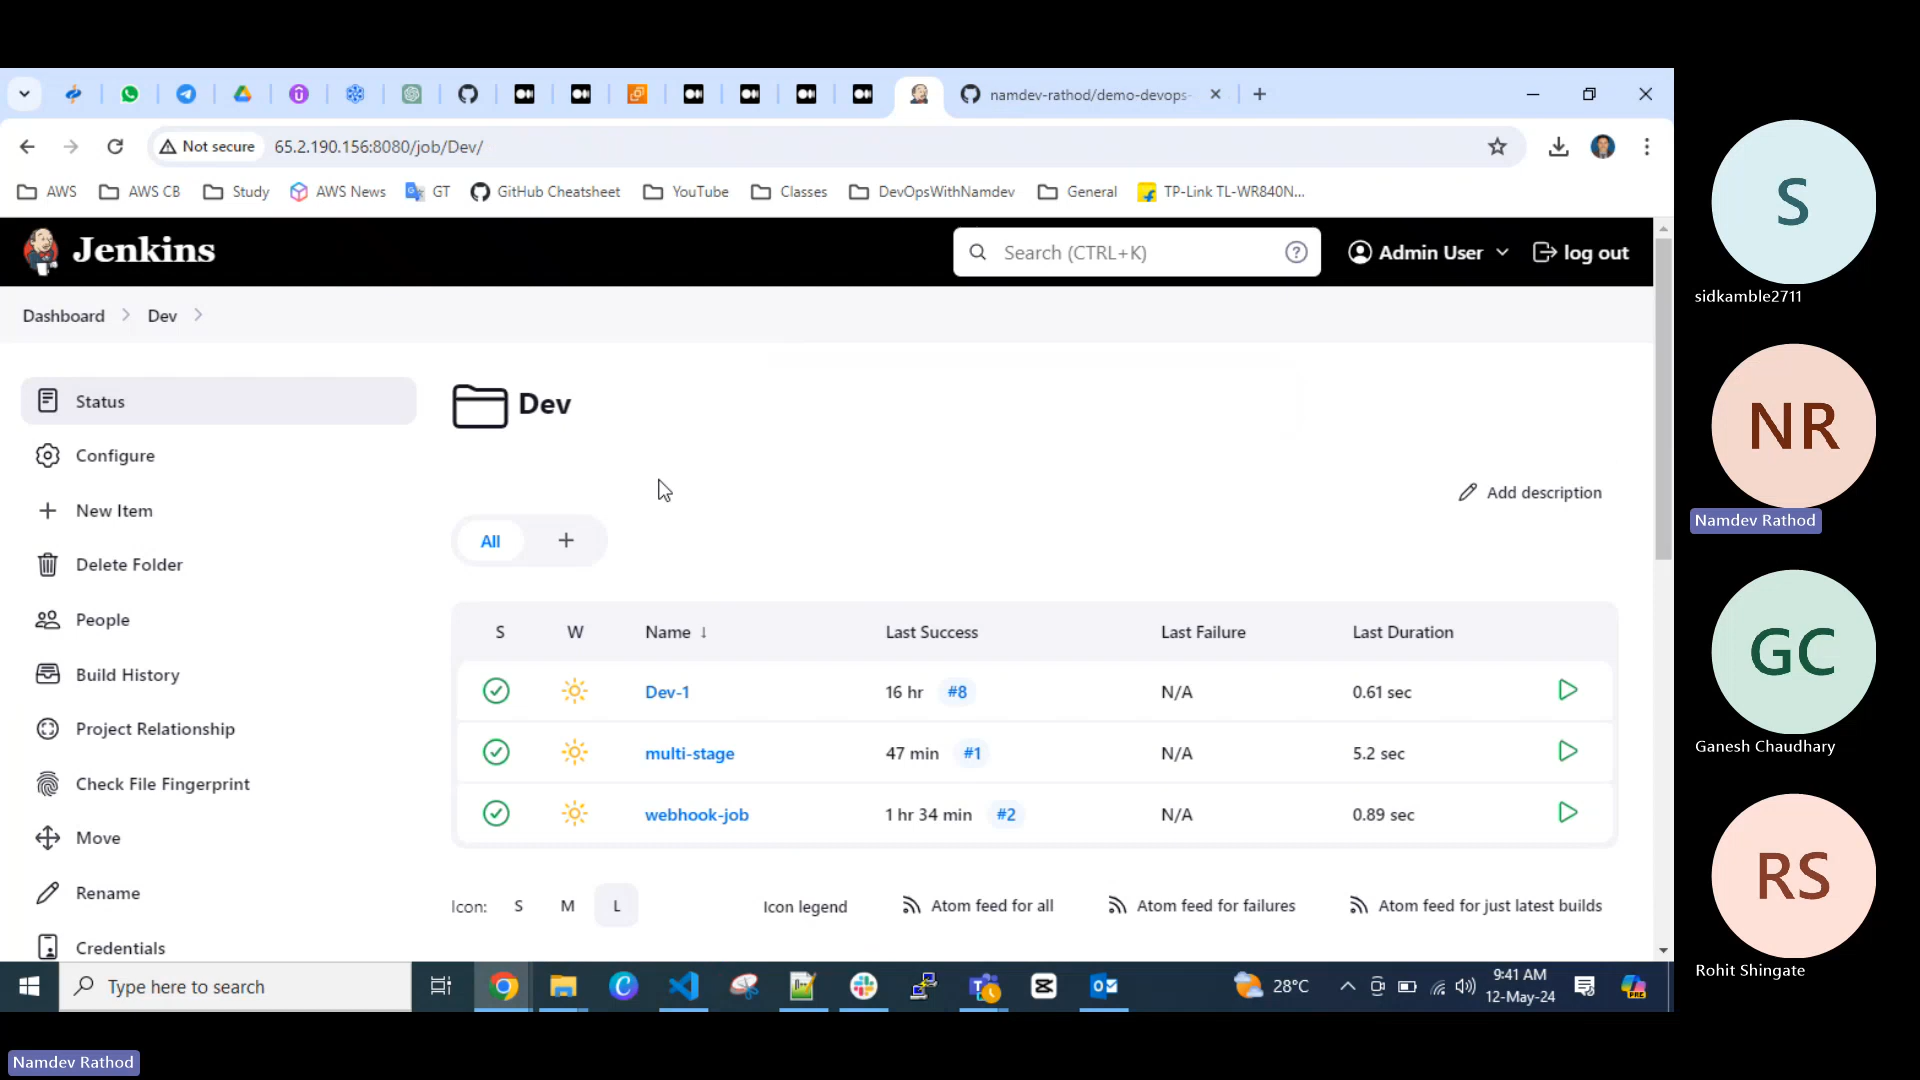 namdev-rathod/demo-devops-
Not secure
65.2.190.156:8080/job/Dev/
AWS
AWS CB
Study
AWS News
GT
GitHub Cheatsheet
YouTube
Classes
DevOpsWithNamdev
General
TP-Link TL-WR840N...
Jenkins
Search (CTRL+K)
Admin User
log out
Dashboard
Dev
Status
Configure
New Item
Delete Folder
People
Build History
Project Relationship
Check File Fingerprint
Move
Rename
Credentials
Dev
Add description
All
+
S W Name ↓ Last Success Last Failure Last Duration
Dev-1 16 hr #8 N/A 0.61 sec
multi-stage 47 min #1 N/A 5.2 sec
webhook-job 1 hr 34 min #2 N/A 0.89 sec
Icon: S M L
Icon legend
Atom feed for all
Atom feed for failures
Atom feed for just latest builds
Type here to search
28°C
9:41 AM
12-May-24
S
sidkamble2711
NR
Namdev Rathod
GC
Ganesh Chaudhary
RS
Rohit Shingate
Namdev Rathod